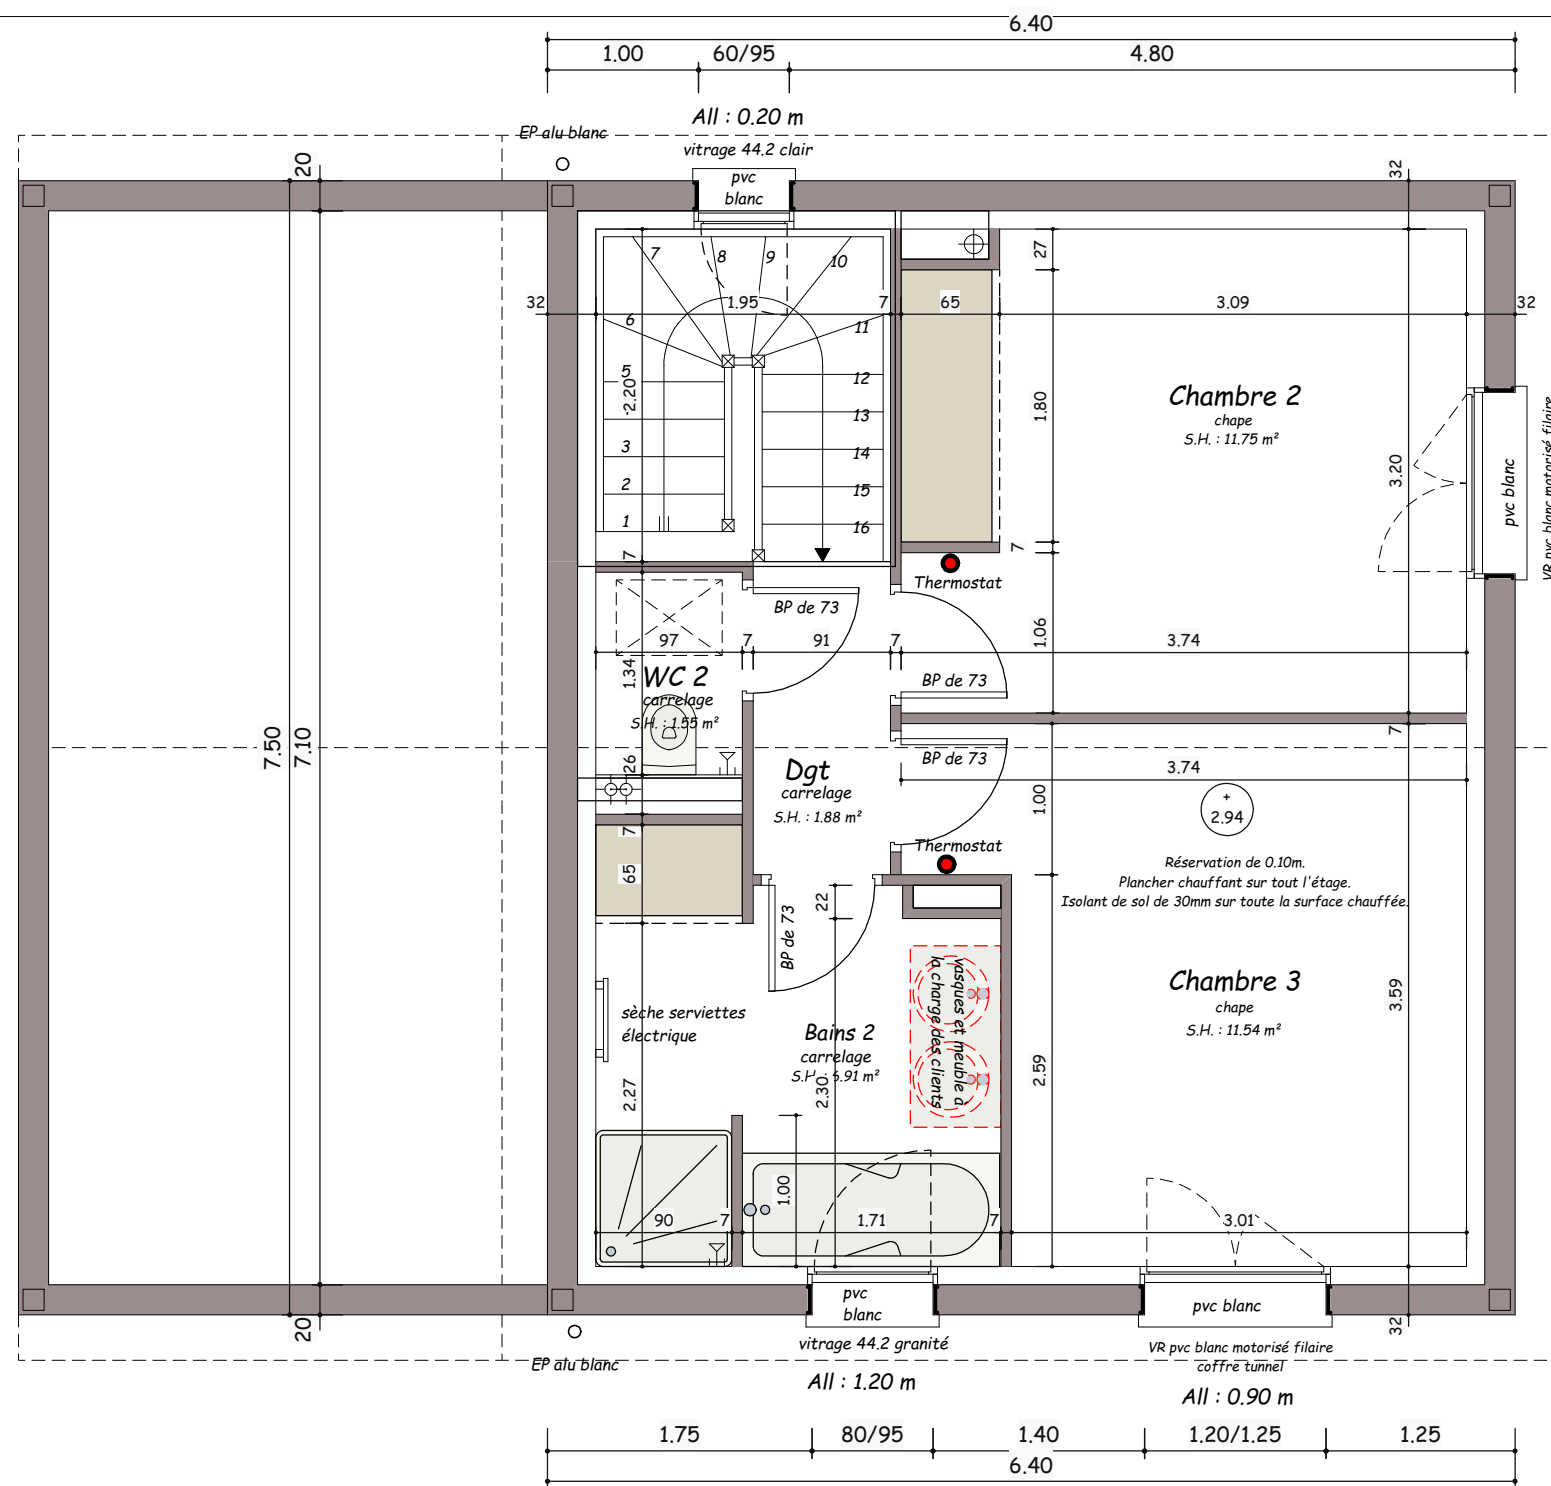 6.40
1.00
60/95
4.80
All : 0.20 m
EP alu blanc
vitrage 44.2 clair
20
32
pvc
blanc
7
8
9
10
27
32
1.95
7
65
3.09
32
6
11
5
12
2.20
1.80
Chambre 2
chape
S.H. : 11.75 m²
13
3
14
3.20
2
15
pvc blanc
VR pvc blanc motorisé filaire
1
16
7
7
Thermostat
BP de 73
97
7
91
7
1.06
3.74
1.34
WC 2
carrelage
S.H. : 1.55 m²
BP de 73
7.50
7.10
7
26
BP de 73
3.74
Dgt
carrelage
S.H. : 1.88 m²
1.00
+
2.94
7
Thermostat
65
22
Réservation de 0.10m.
Plancher chauffant sur tout l'étage.
Isolant de sol de 30mm sur toute la surface chauffée.
BP de 73
vasques et meuble à
la charge des clients
sèche serviettes
électrique
Bains 2
carrelage
S.H. : 6.91 m²
Chambre 3
chape
S.H. : 11.54 m²
3.59
2.27
2.30
2.59
1.00
90
7
1.71
7
3.01
pvc
blanc
pvc blanc
20
32
vitrage 44.2 granité
VR pvc blanc motorisé filaire
coffre tunnel
EP alu blanc
All : 1.20 m
All : 0.90 m
1.75
80/95
1.40
1.20/1.25
1.25
6.40